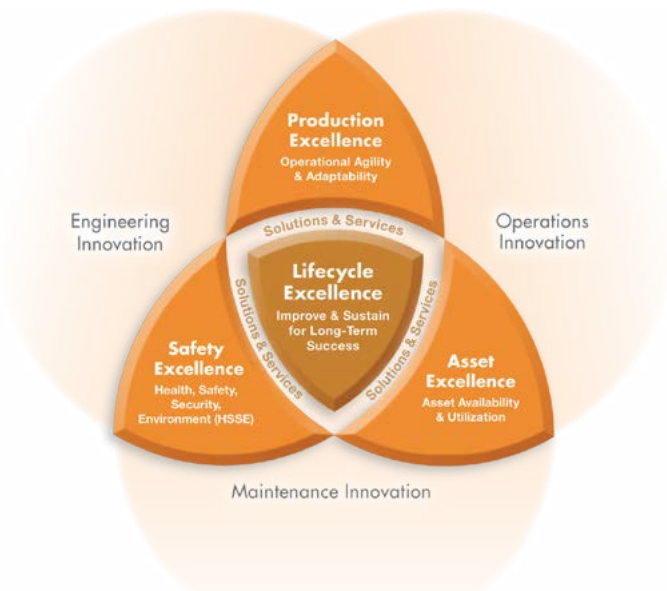 Production
Excellence
Operational Agility
& Adaptability
Engineering
Innovation
Operations
Innovation
Solutions & Services
Lifecycle
Excellence
Improve & Sustain
for Long-Term
Success
Solutions & Services
Solutions & Services
Safety
Excellence
Health, Safety,
Security,
Environment (HSSE)
Asset
Excellence
Asset Availability
& Utilization
Maintenance Innovation